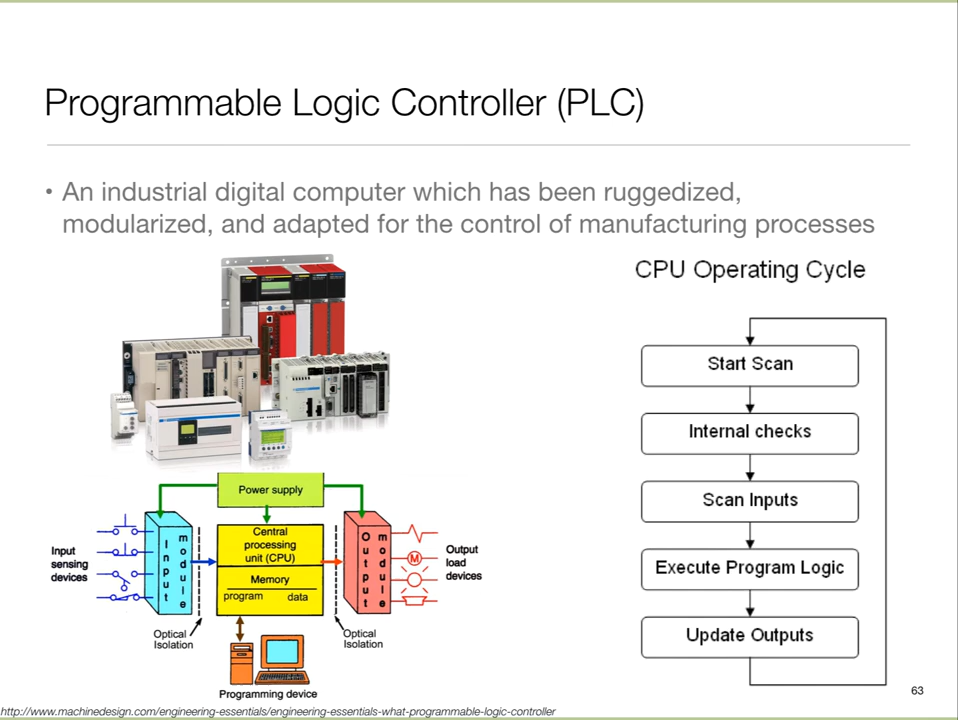 Programmable Logic Controller (PLC)
• An industrial digital computer which has been ruggedized,
modularized, and adapted for the control of manufacturing processes
CPU Operating Cycle
Start Scan
Internal checks
Scan Inputs
Execute Program Logic
Update Outputs
Power supply
Input
sensing
devices
Input
module
Central
processing
unit (CPU)
Memory
program data
Output
module
M
Output
load
devices
Optical
Isolation
Optical
Isolation
Programming device
63
http://www.machinedesign.com/engineering-essentials/engineering-essentials-what-programmable-logic-controller